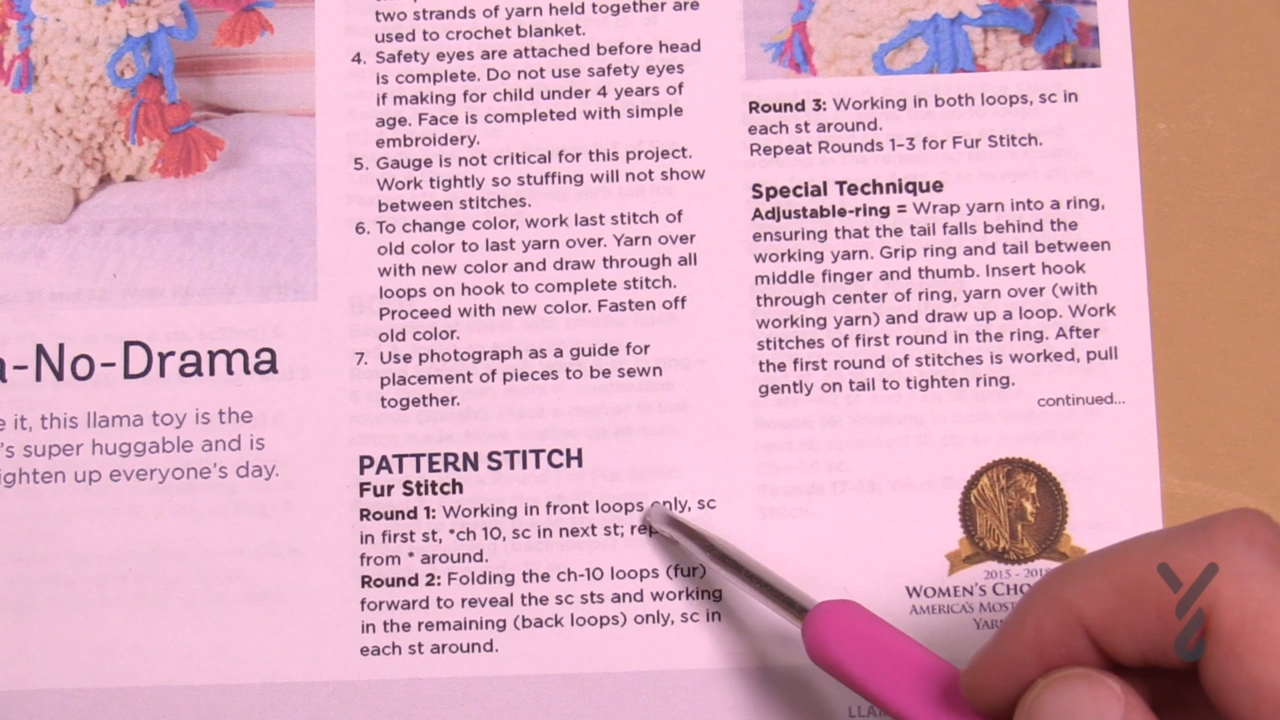 a-No-Drama
e it, this llama toy is the
's super huggable and is
ighten up everyone's day.
two strands of yarn held together are
used to crochet blanket.
4. Safety eyes are attached before head
is complete. Do not use safety eyes
if making for child under 4 years of
age. Face is completed with simple
embroidery.
5. Gauge is not critical for this project.
Work tightly so stuffing will not show
between stitches.
6. To change color, work last stitch of
old color to last yarn over. Yarn over
with new color and draw through all
loops on hook to complete stitch.
Proceed with new color. Fasten off
old color.
7. Use photograph as a guide for
placement of pieces to be sewn
together.
PATTERN STITCH
Fur Stitch
Round 1: Working in front loops only, sc
in first st, *ch 10, sc in next st; rep
from * around.
Round 2: Folding the ch-10 loops (fur)
forward to reveal the sc sts and working
in the remaining (back loops) only, sc in
each st around.
Round 3: Working in both loops, sc in
each st around.
Repeat Rounds 1-3 for Fur Stitch.
Special Technique
Adjustable-ring = Wrap yarn into a ring,
ensuring that the tail falls behind the
working yarn. Grip ring and tail between
middle finger and thumb. Insert hook
through center of ring, yarn over (with
working yarn) and draw up a loop. Work
stitches of first round in the ring. After
the first round of stitches is worked, pull
gently on tail to tighten ring.
continued...
2015 - 201
WOMEN'S CHO
AMERICA'S MOST
YAR
LLA